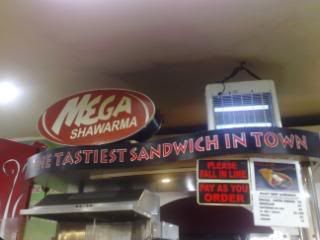 MEGA
SHAWARMA
THE TASTIEST SANDWICH IN TOWN
PLEASE
FALL IN LINE
PAY AS YOU
ORDER